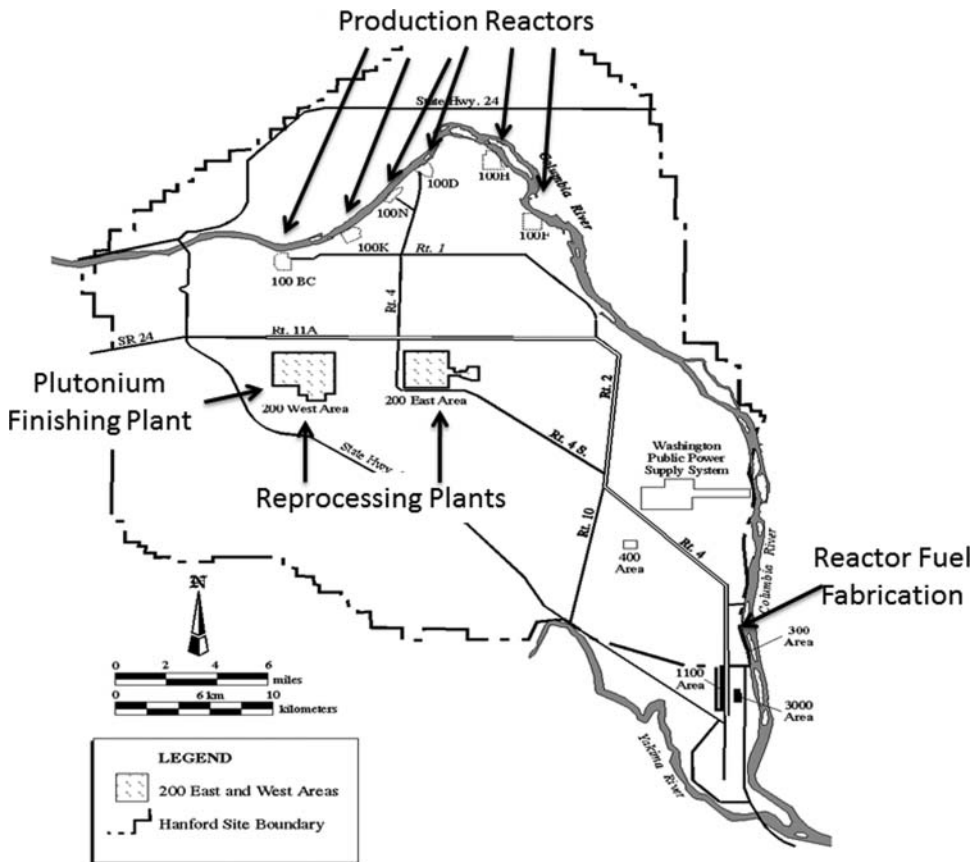 Production Reactors
State Hwy. 24
Columbia River
100D
100H
100N
100F
100K
Rt. 1
100 BC
Rt. 4
Rt. 11A
SR 24
Plutonium
Finishing Plant
200 West Area
200 East Area
Rt. 2
State Hwy
Rt. 4 S.
Washington
Public Power
Supply System
Reprocessing Plants
Rt. 10
Rt. 4
400
Area
Columbia River
Reactor Fuel
Fabrication
N
300
Area
0 2 4 6
miles
0 6 km 10
kilometers
1100
Area
3000
Area
Yakima River
LEGEND
200 East and West Areas
Hanford Site Boundary